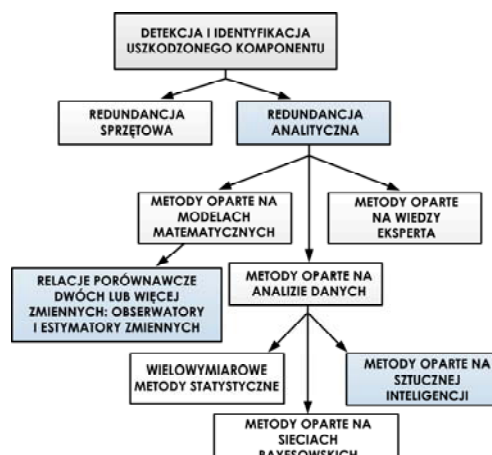 DETEKCJA I IDENTYFIKACJA
USZKODZONEGO KOMPONENTU
REDUNDANCJA
SPRZĘTOWA
REDUNDANCJA
ANALITYCZNA
METODY OPARTE NA
MODELACH
MATEMATYCZNYCH
METODY OPARTE
NA WIEDZY
EKSPERTA
RELACJE PORÓWNAWCZE
DWÓCH LUB WIĘCEJ
ZMIENNYCH: OBSERWATORY
I ESTYMATORY ZMIENNYCH
METODY OPARTE NA
ANALIZIE DANYCH
WIELOWYMIAROWE
METODY STATYSTYCZNE
METODY OPARTE NA
SZTUCZNEJ
INTELIGENCJI
METODY OPARTE NA
SIECIACH
BAYESOWSKICH